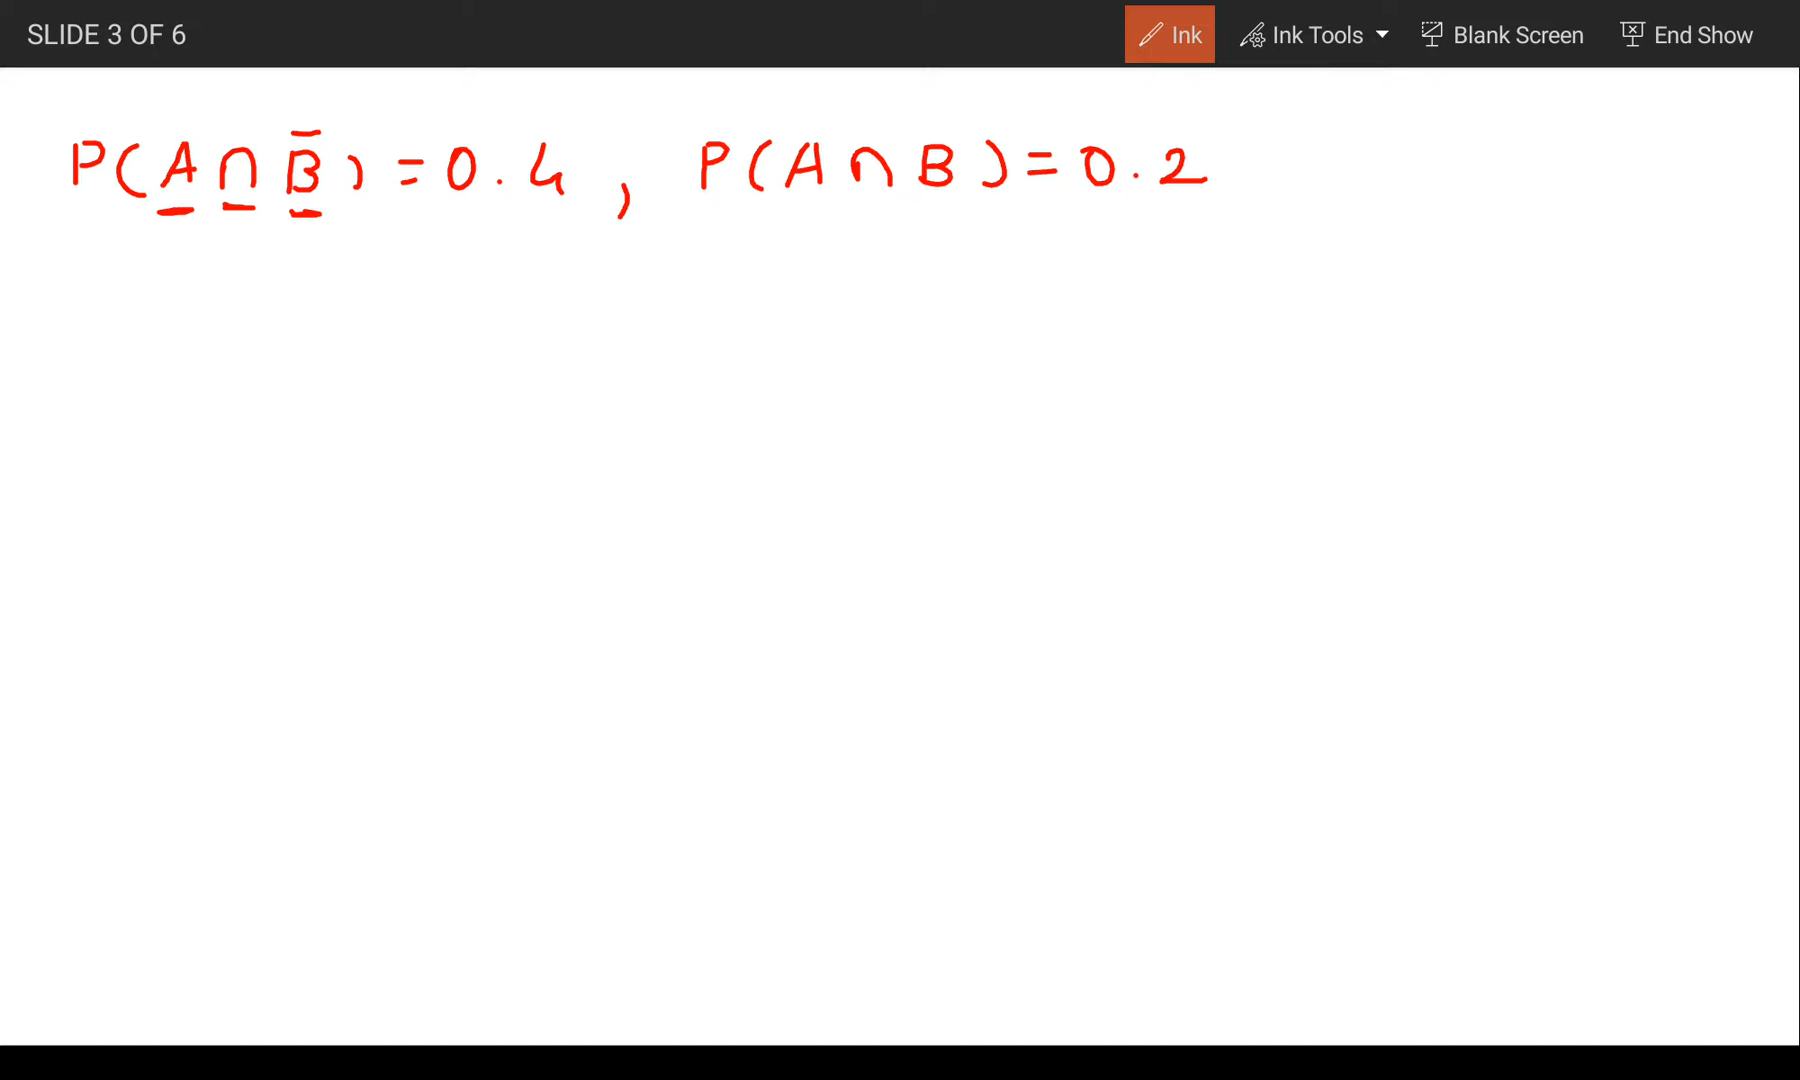 SLIDE 3 OF 6 Ink Ink Tools Blank Screen End Show
P(A∩B̅) = 0.4 , P(A∩B) = 0.2